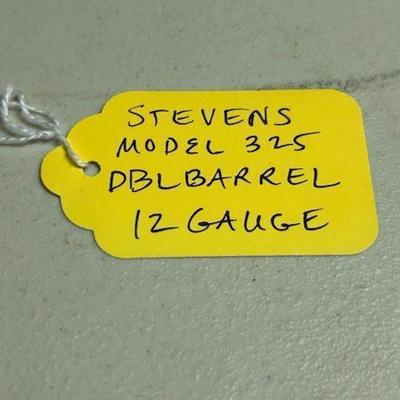 STEVENS
MODEL 325
DBLBARREL
12 GAUGE